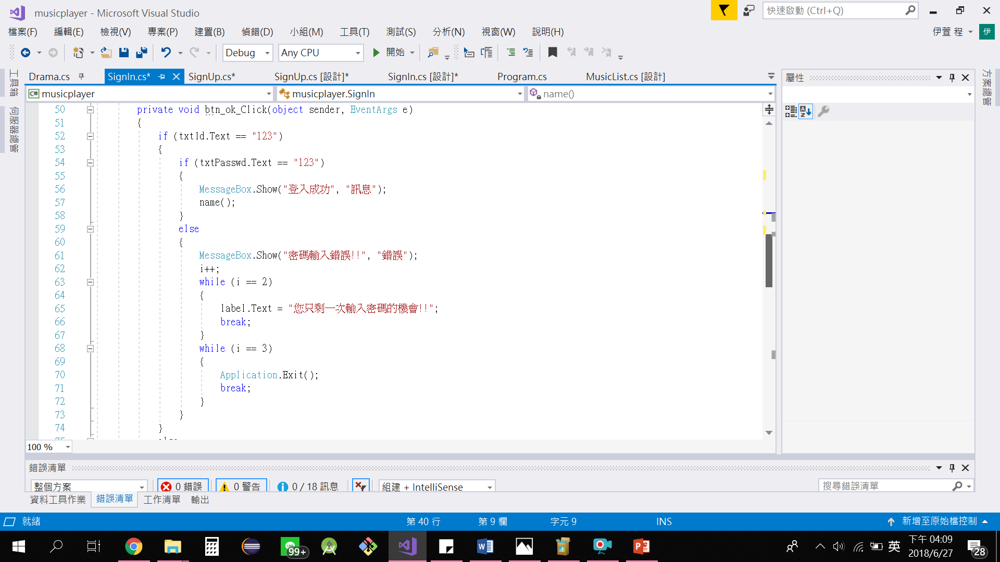 musicplayer - Microsoft Visual Studio
快速啟動 (Ctrl+Q)
檔案(F) 編輯(E) 檢視(V) 專案(P) 建置(B) 偵錯(D) 小組(M) 工具(T) 測試(S) 分析(N) 視窗(W) 說明(H)
伊萱 程
伊
Debug Any CPU 開始
工具箱
伺服器總管
Drama.cs SignIn.cs* SignUp.cs* SignUp.cs [設計]* SignIn.cs [設計]* Program.cs MusicList.cs [設計]
musicplayer musicplayer.SignIn name()
50 private void btn_ok_Click(object sender, EventArgs e)
51 {
52 if (txtId.Text == "123")
53 {
54 if (txtPasswd.Text == "123")
55 {
56 MessageBox.Show("登入成功", "訊息");
57 name();
58 }
59 else
60 {
61 MessageBox.Show("密碼輸入錯誤!!", "錯誤");
62 i++;
63 while (i == 2)
64 {
65 label.Text = "您只剩一次輸入密碼的機會!!";
66 break;
67 }
68 while (i == 3)
69 {
70 Application.Exit();
71 break;
72 }
73 }
74 }
75 else
100 %
屬性
方案總管
錯誤清單
整個方案 0 錯誤 0 警告 0 / 18 訊息 組建 + IntelliSense 搜尋錯誤清單
資料工具作業 錯誤清單 工作清單 輸出
就緒 第 40 行 第 9 欄 字元 9 INS 新增至原始檔控制
99+
英
下午 04:09
2018/6/27
28